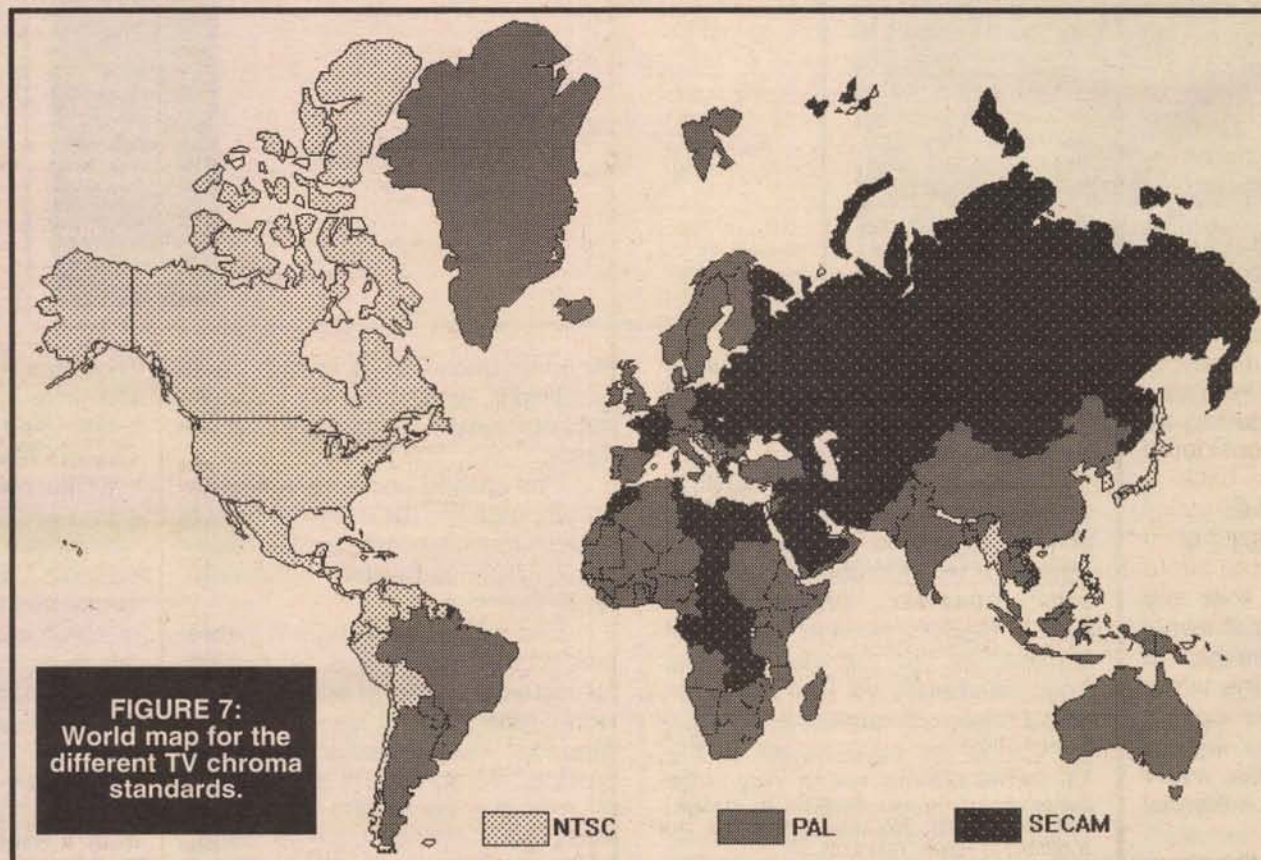 FIGURE 7:
World map for the
different TV chroma
standards.
NTSC
PAL
SECAM